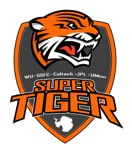 WU • GSFC • Caltech • JPL • UMinn
SUPER
TIGER